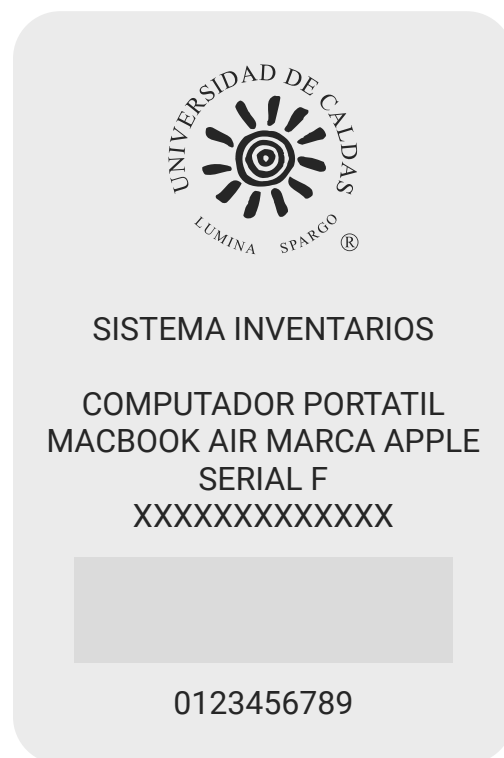 UNIVERSIDAD DE CALDAS
LUMINA SPARGO
®
SISTEMA INVENTARIOS
COMPUTADOR PORTATIL
MACBOOK AIR MARCA APPLE
SERIAL F
XXXXXXXXXXXXX
0123456789